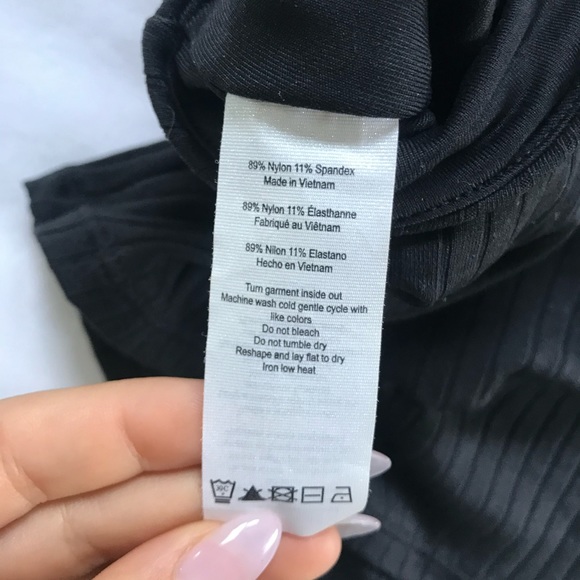 89% Nylon 11% Spandex
Made in Vietnam
89% Nylon 11% Élasthanne
Fabriqué au Viêtnam
89% Nilon 11% Elastano
Hecho en Vietnam
Turn garment inside out
Machine wash cold gentle cycle with
like colors
Do not bleach
Do not tumble dry
Reshape and lay flat to dry
Iron low heat